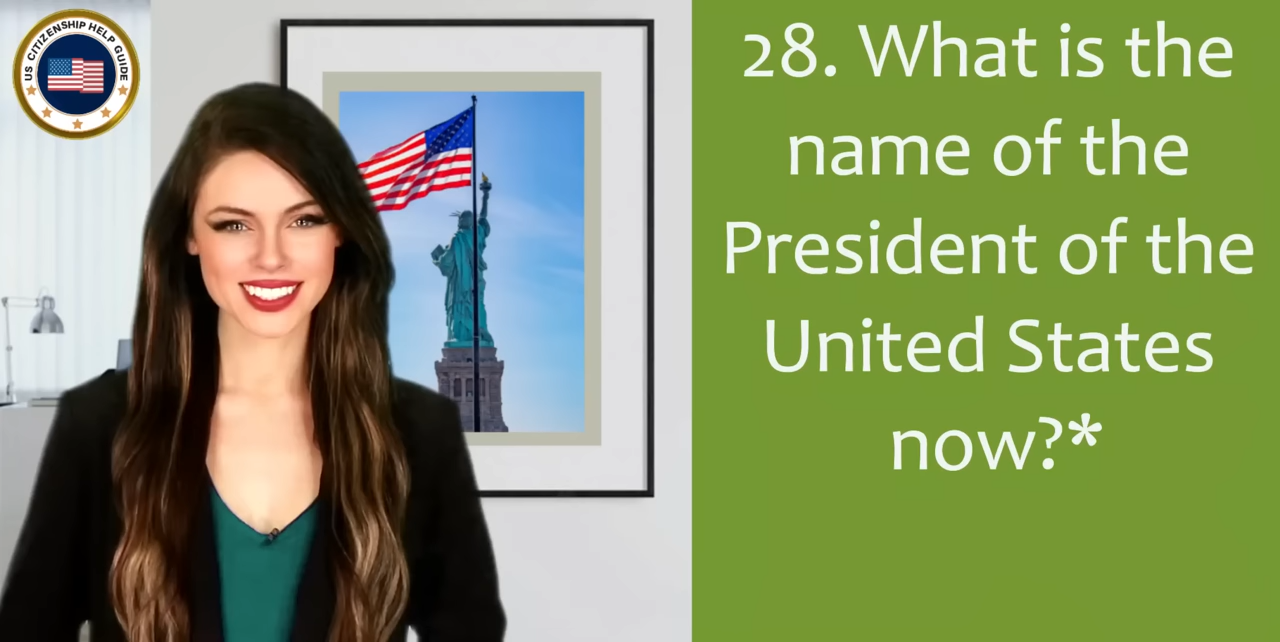 US CITIZENSHIP HELP GUIDE
28. What is the
name of the
President of the
United States
now?*